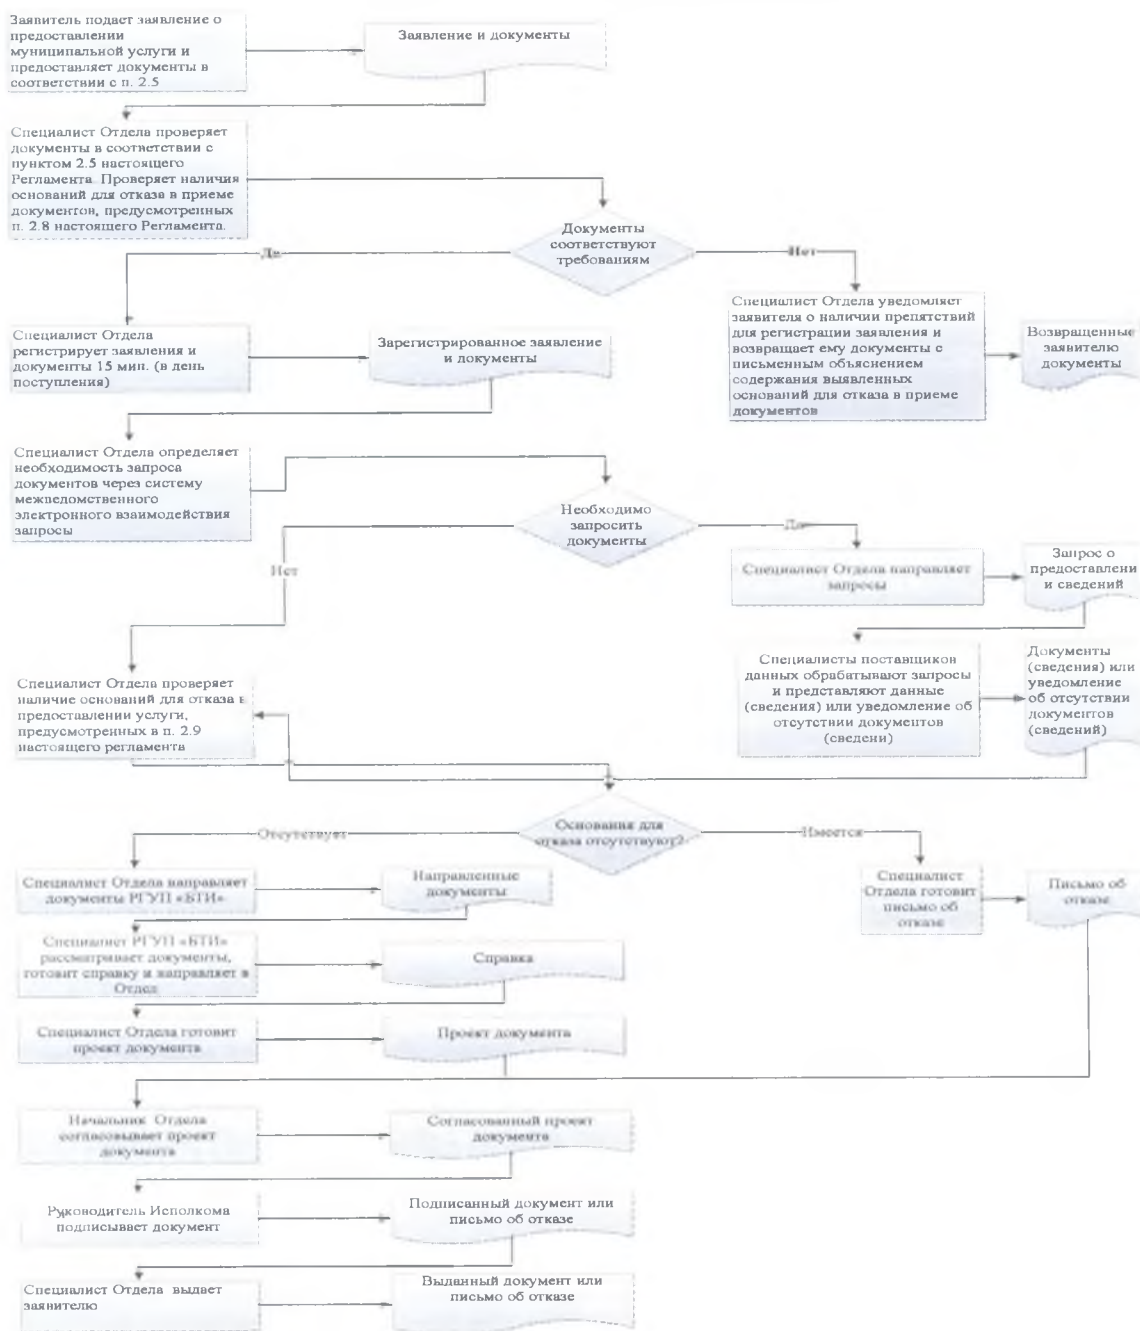 Заявитель подает заявление о
предоставлении
муниципальной услуги и
предоставляет документы в
соответствии с п. 2.5
Заявление и документы
Специалист Отдела проверяет
документы в соответствии с
пунктом 2.5 настоящего
Регламента. Проверяет наличия
оснований для отказа в приеме
документов, предусмотренных
п. 2.8 настоящего Регламента.
Документы
соответствуют
требованиям
Да
Нет
Специалист Отдела
регистрирует заявления и
документы 15 мин. (в день
поступления)
Зарегистрированное заявление
и документы
Специалист Отдела уведомляет
заявителя о наличии препятствий
для регистрации заявления и
возвращает ему документы с
письменным объяснением
содержания выявленных
оснований для отказа в приеме
документов
Возвращенные
заявителю
документы
Специалист Отдела определяет
необходимость запроса
документов через систему
межведомственного
электронного взаимодействия
запросы
Необходимо
запросить
документы
Нет
Да
Специалист Отдела направляет
запросы
Запрос о
предоставлени
и сведений
Специалисты поставщиков
данных обрабатывают запросы
и представляют данные
(сведения) или уведомление об
отсутствии документов
(сведени)
Документы
(сведения) или
уведомление
об отсутствии
документов
(сведений)
Специалист Отдела проверяет
наличие оснований для отказа в
предоставлении услуги,
предусмотренных в п. 2.9
настоящего регламента
Основания для
отказа отсутствуют?
Отсутствует
Имеется
Специалист Отдела направляет
документы РГУП «БТИ»
Направленные
документы
Специалист
Отдела готовит
письмо об
отказе
Письмо об
отказе
Специалист РГУП «БТИ»
рассматривает документы,
готовит справку и направляет в
Отдел
Справка
Специалист Отдела готовит
проект документа
Проект документа
Начальник Отдела
согласовывает проект
документа
Согласованный проект
документа
Руководитель Исполкома
подписывает документ
Подписанный документ или
письмо об отказе
Специалист Отдела выдает
заявителю
Выданный документ или
письмо об отказе